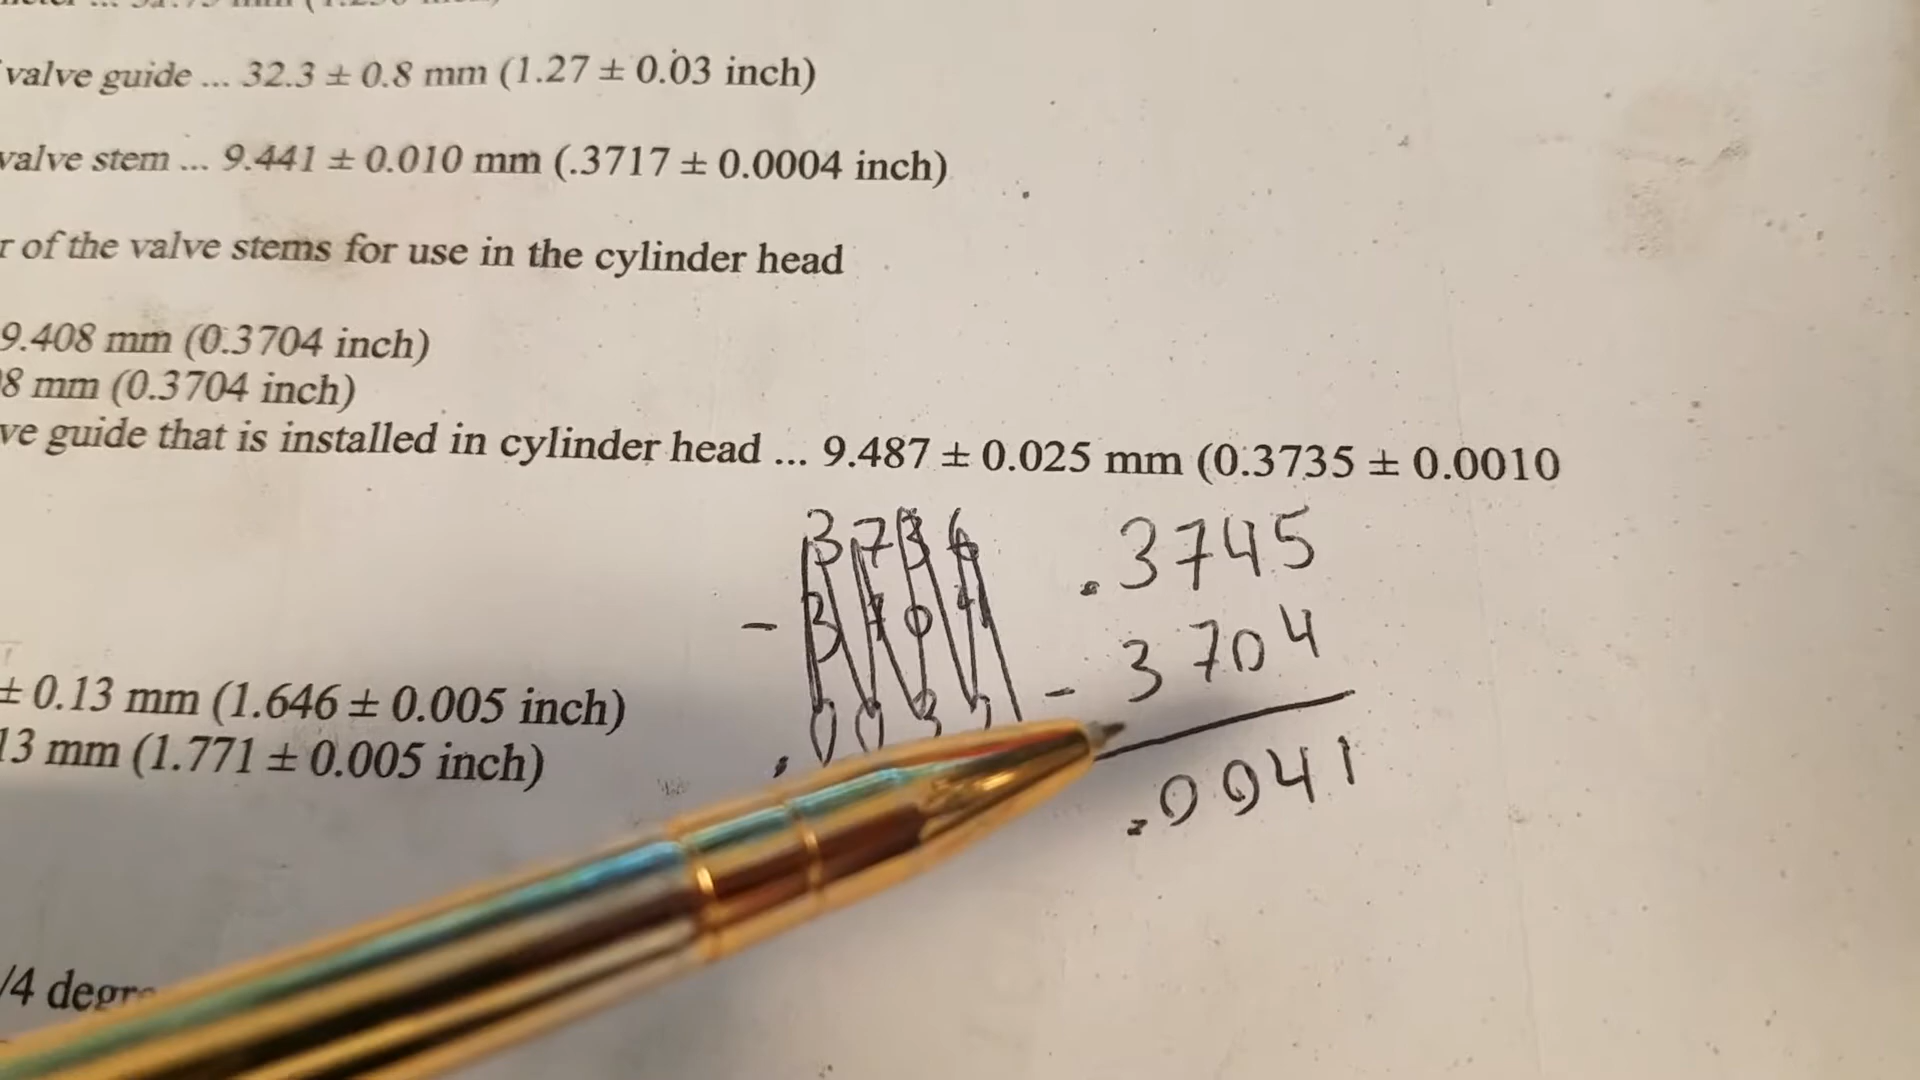 valve guide ... 32.3 ± 0.8 mm (1.27 ± 0.03 inch)
valve stem ... 9.441 ± 0.010 mm (.3717 ± 0.0004 inch)
r of the valve stems for use in the cylinder head
9.408 mm (0.3704 inch)
8 mm (0.3704 inch)
ve guide that is installed in cylinder head ... 9.487 ± 0.025 mm (0.3735 ± 0.0010
.3745
- 3704
.0041
± 0.13 mm (1.646 ± 0.005 inch)
13 mm (1.771 ± 0.005 inch)
/4